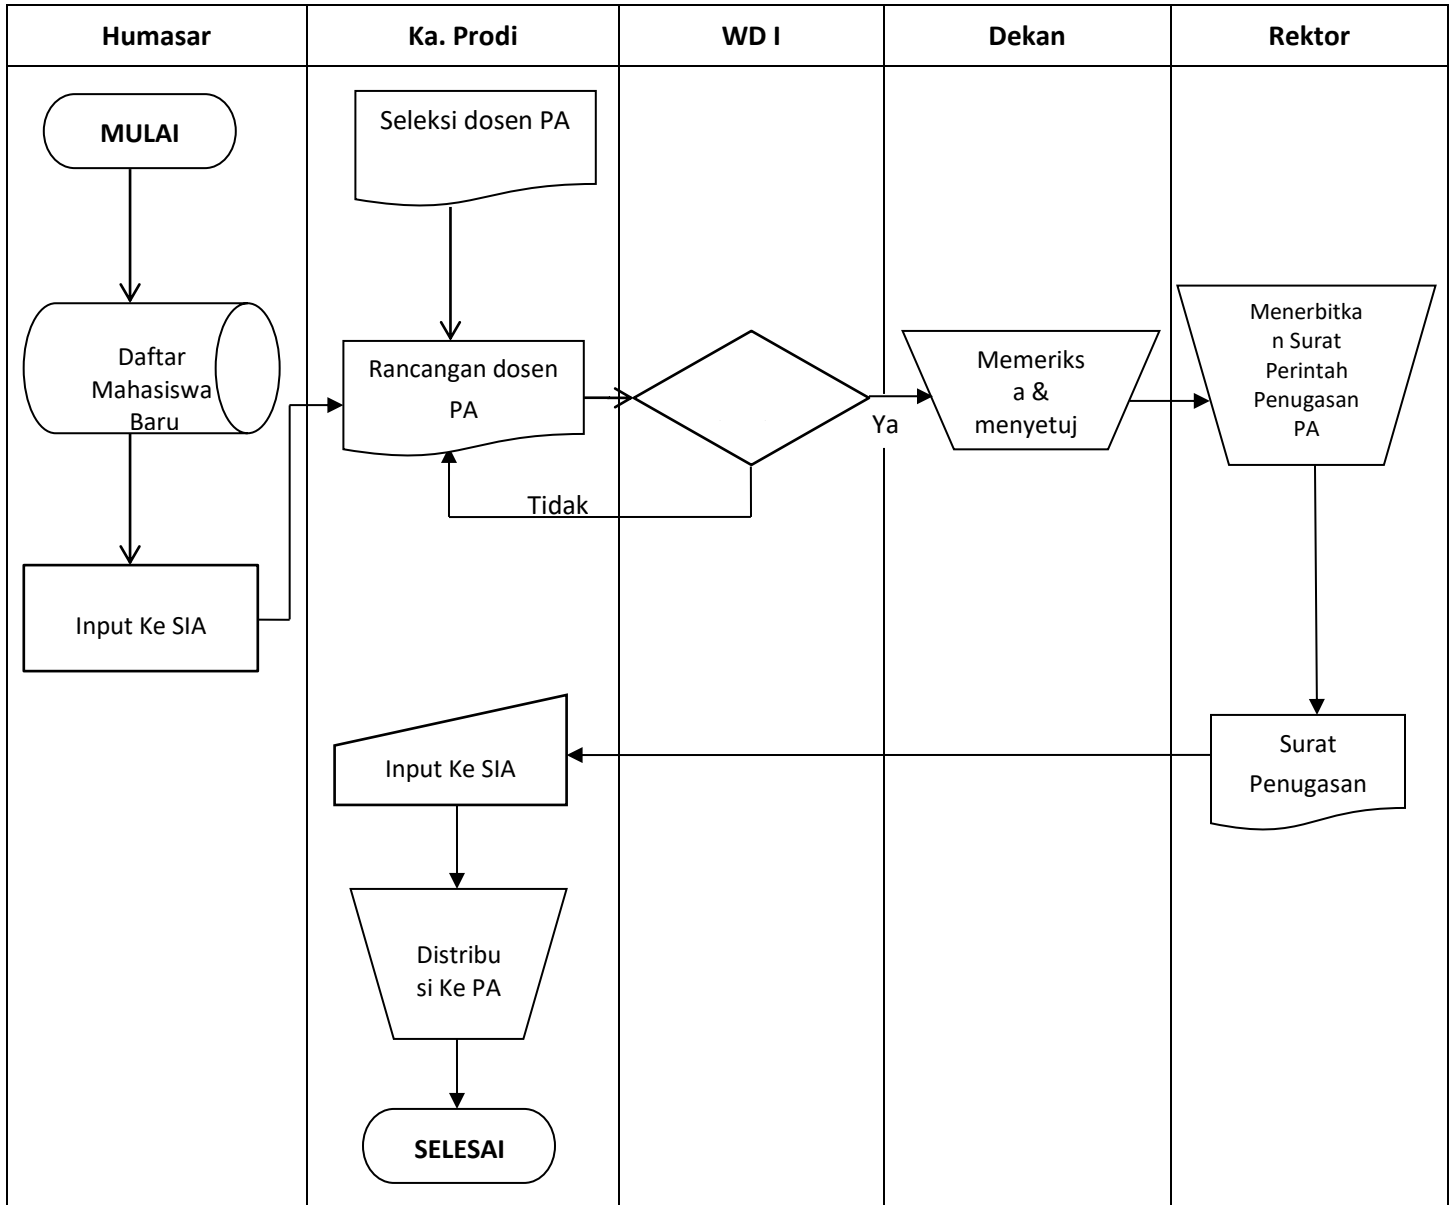 Humasar
Ka. Prodi
WD I
Dekan
Rektor
MULAI
Daftar
Mahasiswa
Baru
Input Ke SIA
Seleksi dosen PA
Rancangan dosen
PA
Tidak
Ya
Memeriks
a &
menyetuj
Menerbitka
n Surat
Perintah
Penugasan
PA
Surat
Penugasan
Input Ke SIA
Distribu
si Ke PA
SELESAI